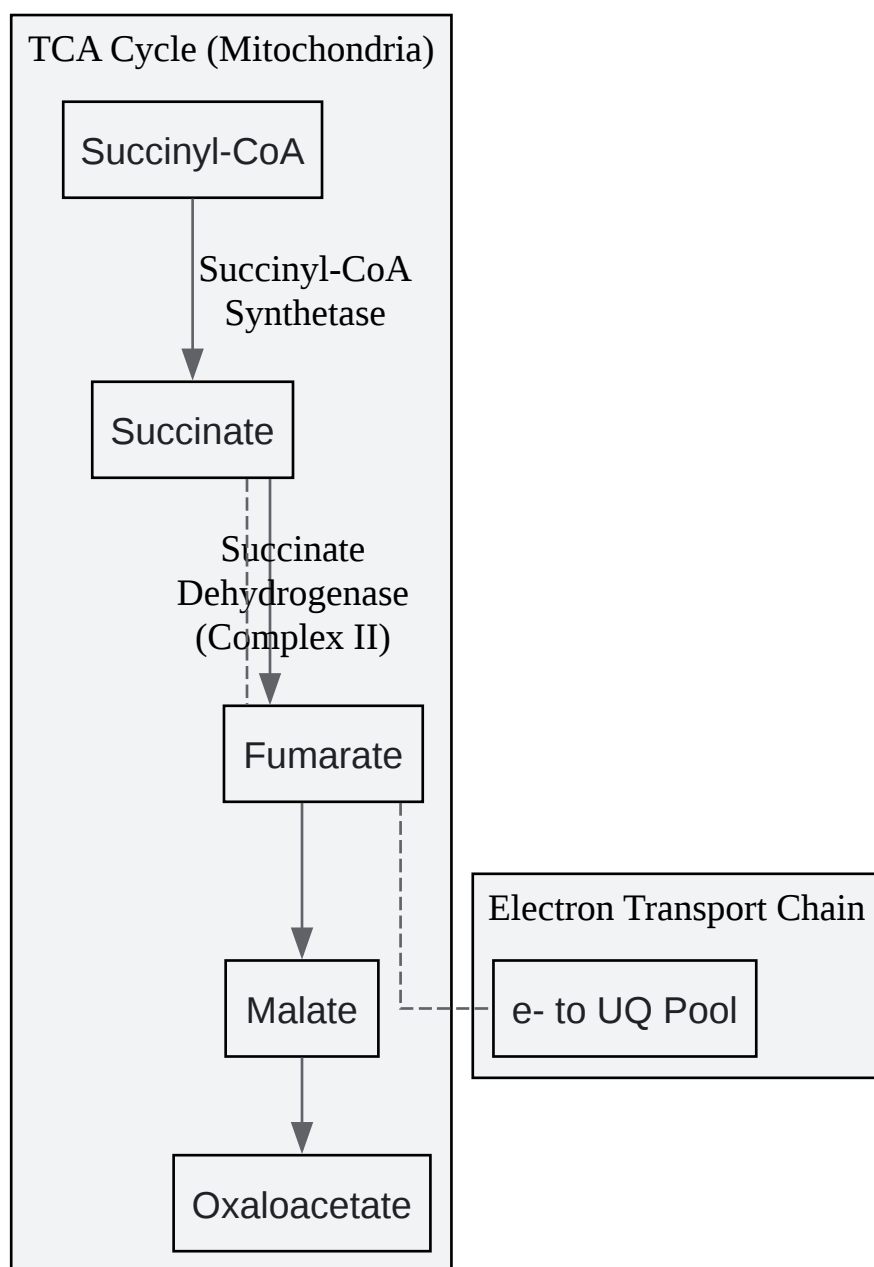 TCA Cycle (Mitochondria)
Succinyl-CoA
Succinyl-CoA
Synthetase
Succinate
Succinate
Dehydrogenase
(Complex II)
Fumarate
Electron Transport Chain
Malate
e- to UQ Pool
Oxaloacetate